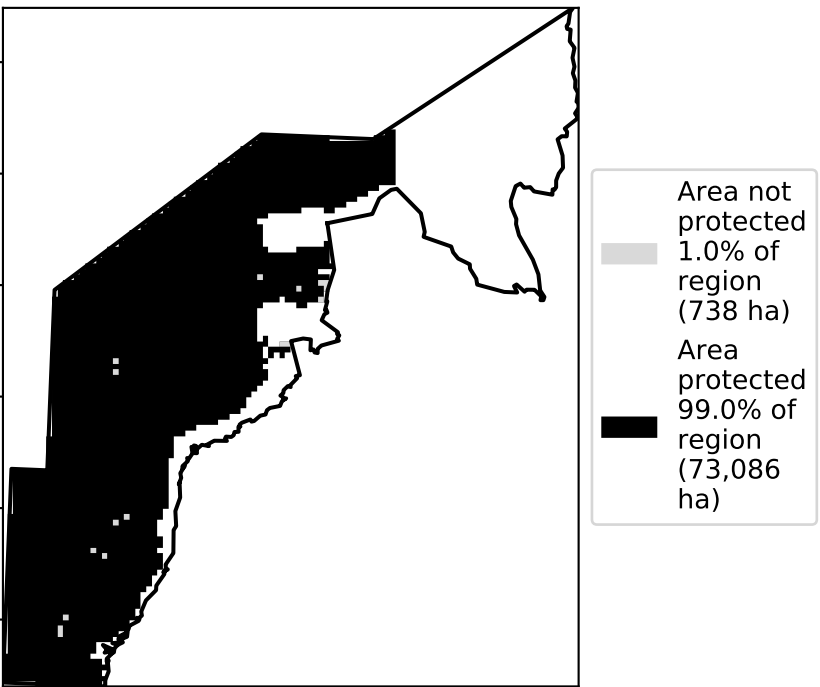 Area not
protected
1.0% of
region
(738 ha)
Area
protected
99.0% of
region
(73,086
ha)